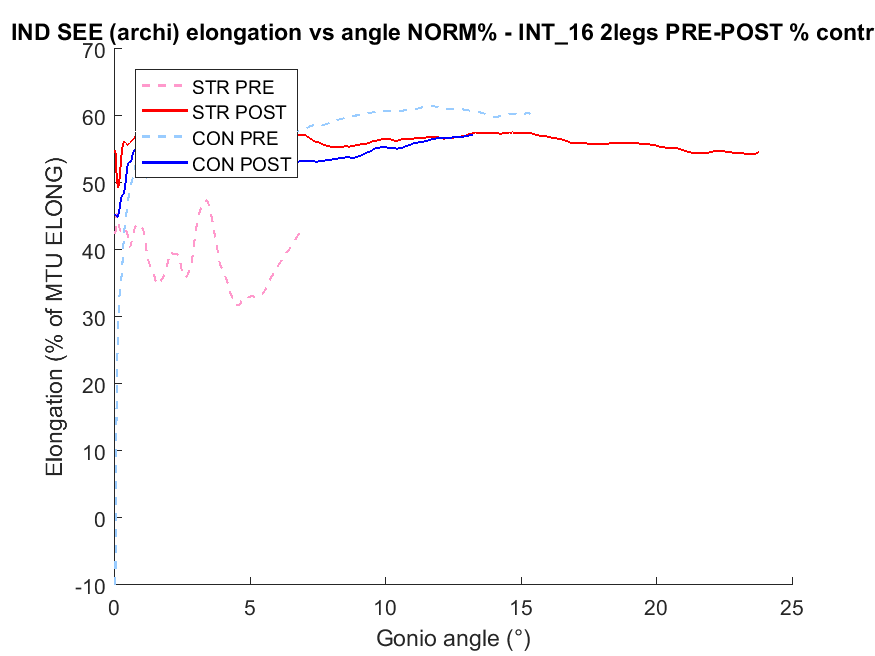 IND SEE (archi) elongation vs angle NORM% - INT_16 2legs PRE-POST % contr
70
60
50
40
30
20
10
0
-10
Elongation (% of MTU ELONG)
STR PRE
STR POST
CON PRE
CON POST
0 5 10 15 20 25
Gonio angle (°)